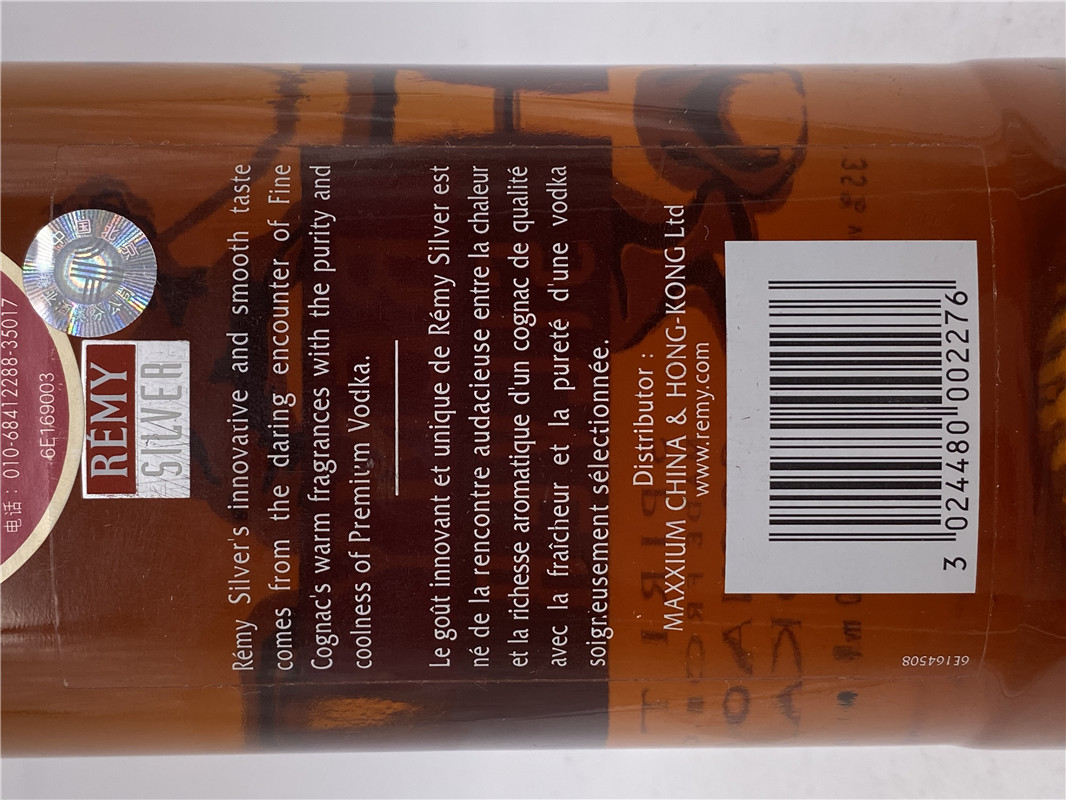 电话：010-68412288-35017
6E169003
RÉMY
SILVER
Rémy Silver's innovative and smooth taste
comes from the daring encounter of Fine
Cognac's warm fragrances with the purity and
coolness of Premium Vodka.
Le goût innovant et unique de Rémy Silver est
né de la rencontre audacieuse entre la chaleur
et la richesse aromatique d'un cognac de qualité
avec la fraîcheur et la pureté d'une vodka
soigneusement sélectionnée.
Distributor :
MAXXIUM CHINA & HONG-KONG Ltd
www.remy.com
3 024480 002276
6E164508